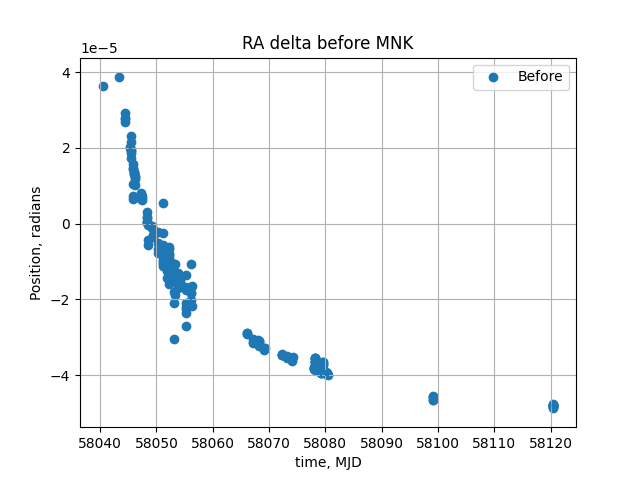 RA delta before MNK
1e−5
Before
4
2
0
−2
−4
Position, radians
58040 58050 58060 58070 58080 58090 58100 58110 58120
time, MJD